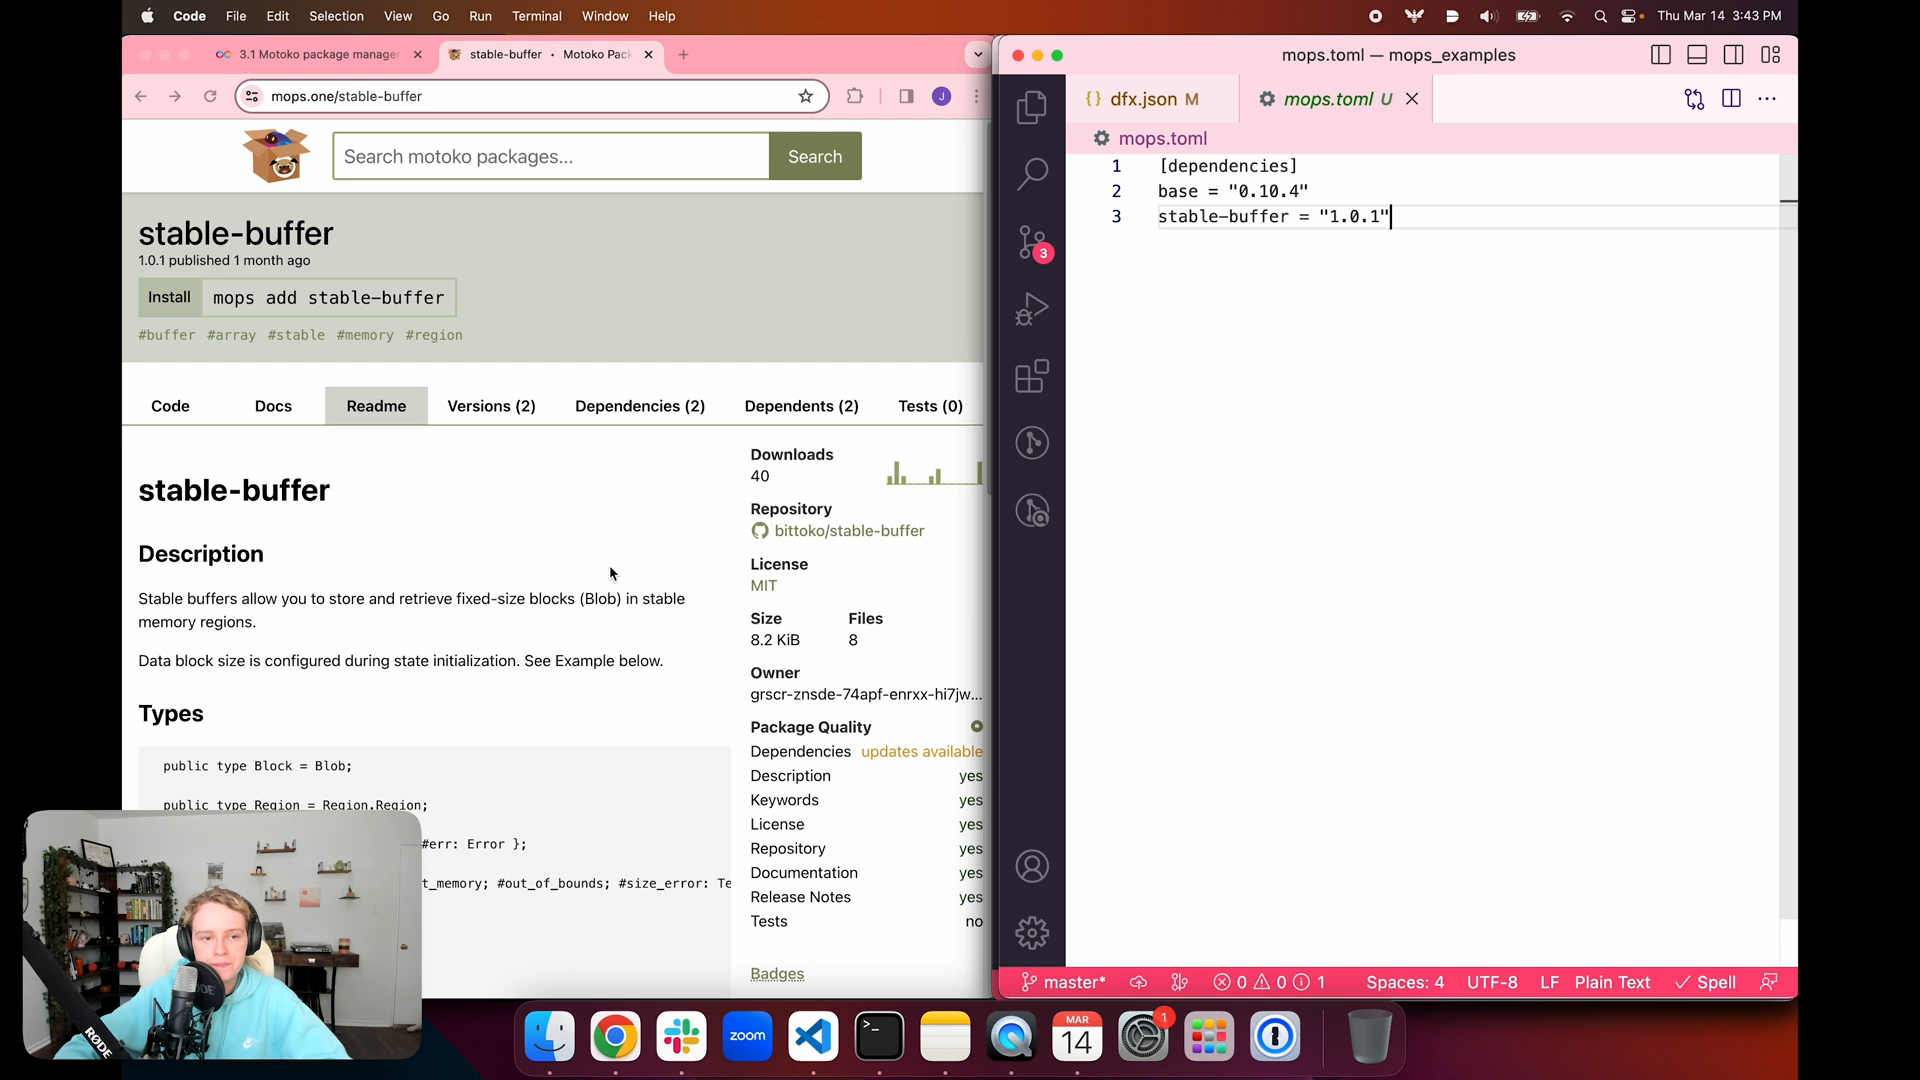 Code File Edit Selection View Go Run Terminal Window Help
Thu Mar 14 3:43 PM
3.1 Motoko package manager
stable-buffer • Motoko Pack
mops.one/stable-buffer
J
Search motoko packages...
Search
stable-buffer
1.0.1 published 1 month ago
Install mops add stable-buffer
#buffer #array #stable #memory #region
Code Docs Readme Versions (2) Dependencies (2) Dependents (2) Tests (0)
stable-buffer
Description
Stable buffers allow you to store and retrieve fixed-size blocks (Blob) in stable
memory regions.
Data block size is configured during state initialization. See Example below.
Types
public type Block = Blob;
public type Region = Region.Region;
#err: Error };
t_memory; #out_of_bounds; #size_error: Te
Downloads
40
Repository
bittoko/stable-buffer
License
MIT
Size Files
8.2 KiB 8
Owner
grscr-znsde-74apf-enrxx-hi7jw...
Package Quality
Dependencies updates available
Description yes
Keywords yes
License yes
Repository yes
Documentation yes
Release Notes yes
Tests no
Badges
mops.toml — mops_examples
{} dfx.json M
mops.toml U
mops.toml
1 [dependencies]
2 base = "0.10.4"
3 stable-buffer = "1.0.1"
3
master* 0 0 1 Spaces: 4 UTF-8 LF Plain Text Spell
RØDE
zoom
MAR
14
1